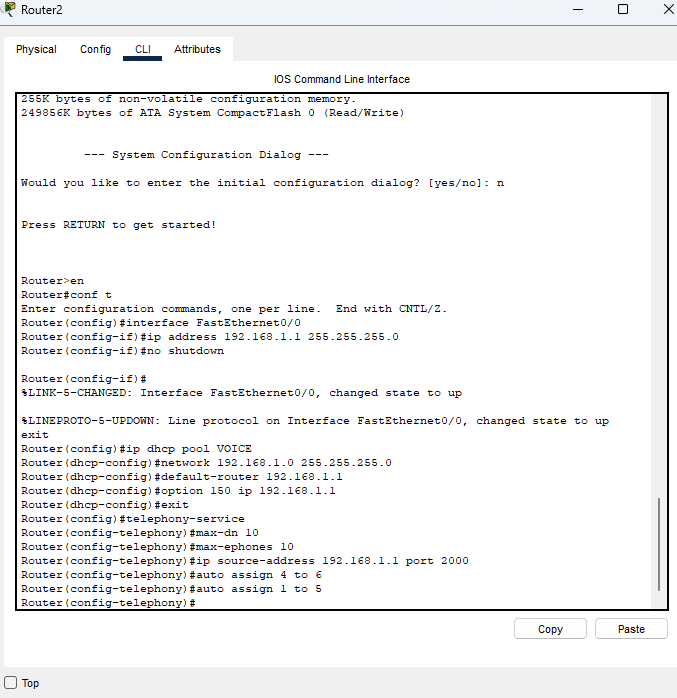 Router2
Physical Config CLI Attributes
IOS Command Line Interface
255K bytes of non-volatile configuration memory.
249856K bytes of ATA System CompactFlash 0 (Read/Write)
--- System Configuration Dialog ---
Would you like to enter the initial configuration dialog? [yes/no]: n
Press RETURN to get started!
Router>en
Router#conf t
Enter configuration commands, one per line.  End with CNTL/Z.
Router(config)#interface FastEthernet0/0
Router(config-if)#ip address 192.168.1.1 255.255.255.0
Router(config-if)#no shutdown
Router(config-if)#
%LINK-5-CHANGED: Interface FastEthernet0/0, changed state to up
%LINEPROTO-5-UPDOWN: Line protocol on Interface FastEthernet0/0, changed state to up
exit
Router(config)#ip dhcp pool VOICE
Router(dhcp-config)#network 192.168.1.0 255.255.255.0
Router(dhcp-config)#default-router 192.168.1.1
Router(dhcp-config)#option 150 ip 192.168.1.1
Router(dhcp-config)#exit
Router(config)#telephony-service
Router(config-telephony)#max-dn 10
Router(config-telephony)#max-ephones 10
Router(config-telephony)#ip source-address 192.168.1.1 port 2000
Router(config-telephony)#auto assign 4 to 6
Router(config-telephony)#auto assign 1 to 5
Router(config-telephony)#
Copy Paste
Top